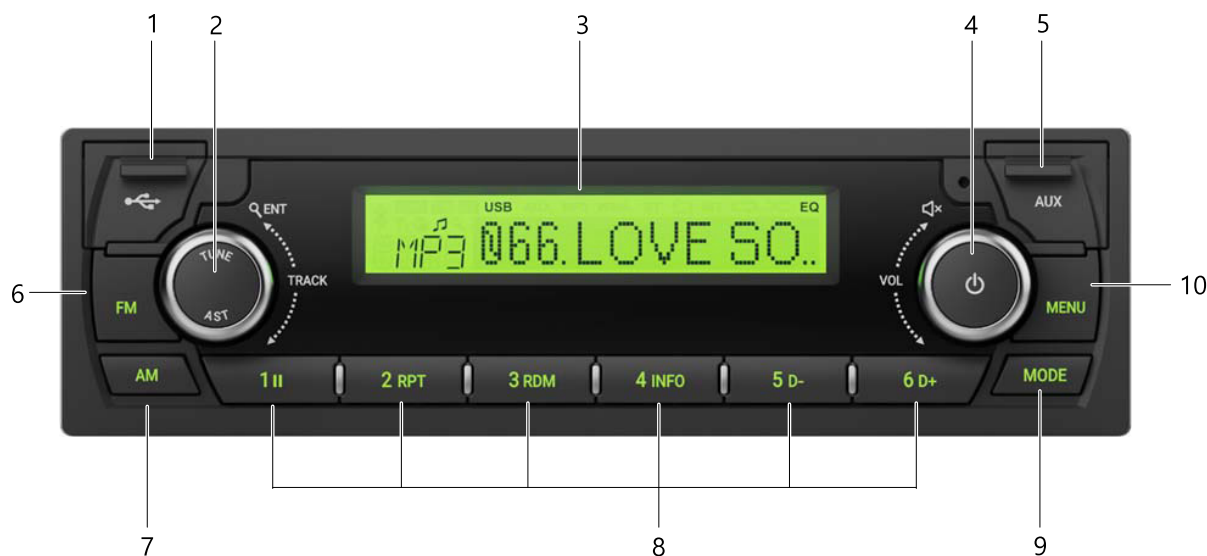 1
2
3
4
5
USB
EQ
AUX
ENT
MP3
066.LOVE SO..
TUNE
TRACK
VOL
6
10
FM
AST
MENU
AM
1
2 RPT
3 RDM
4 INFO
5 D-
6 D+
MODE
7
8
9